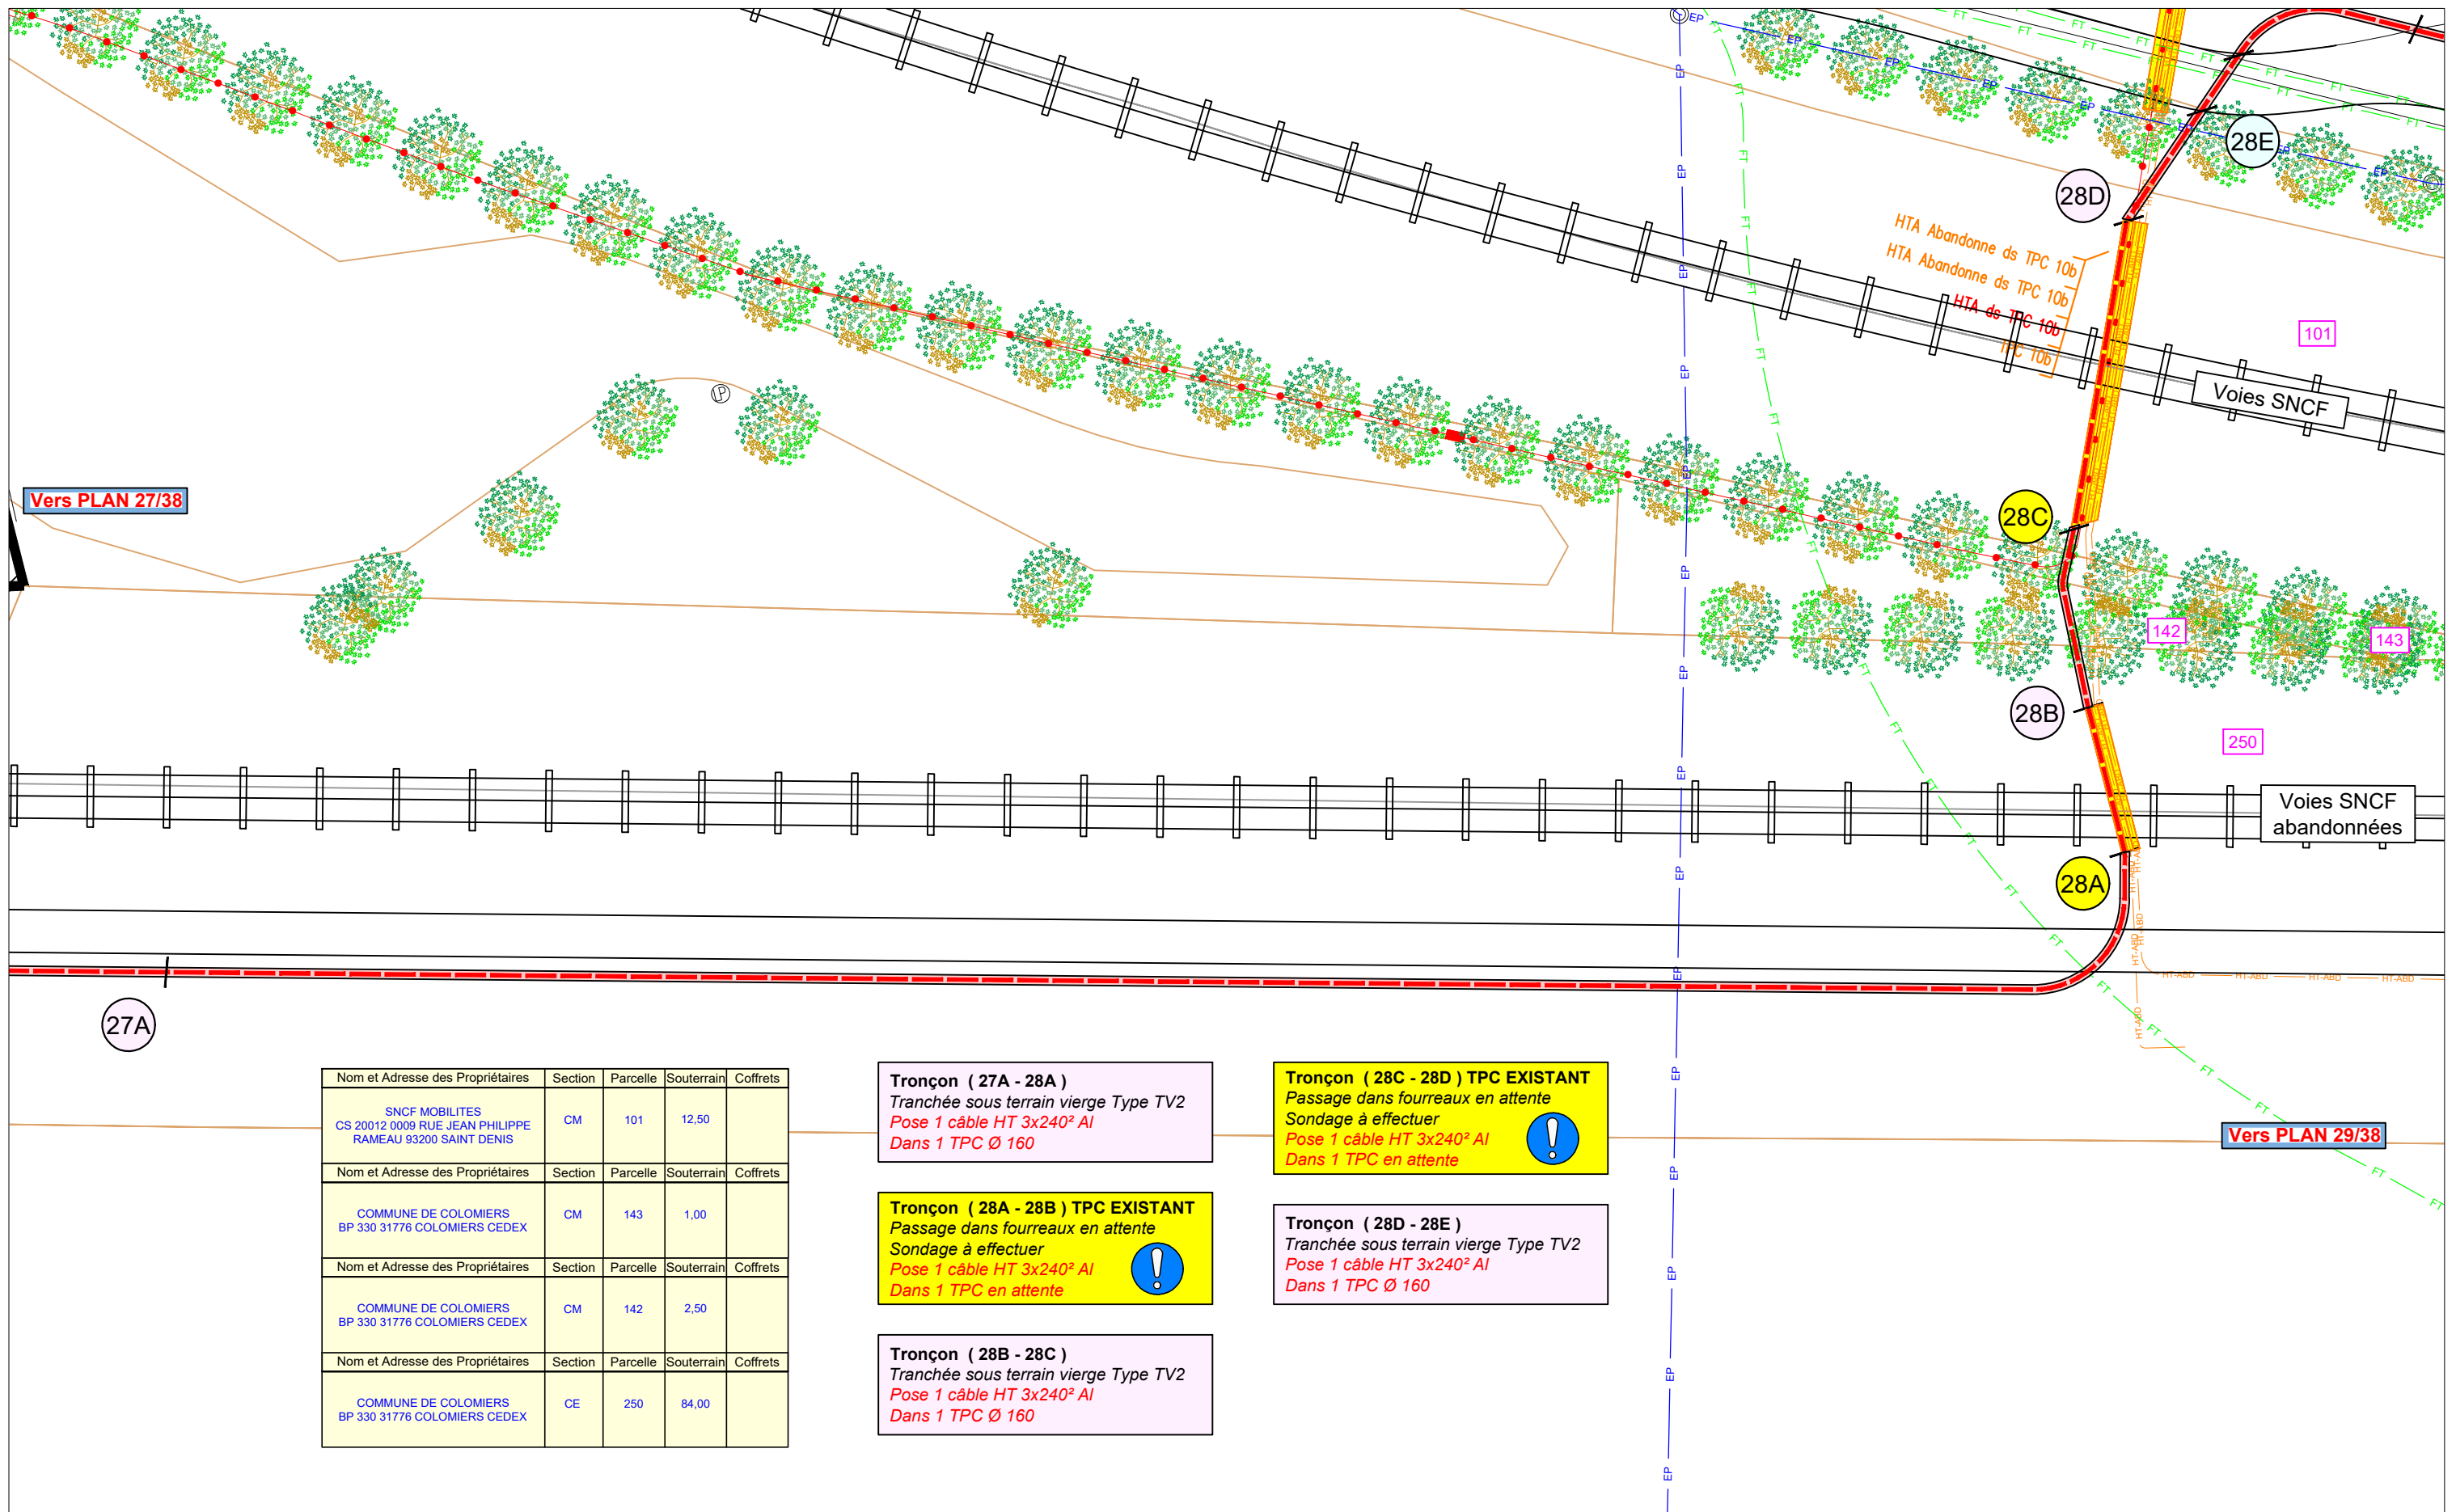 EP
FT
28E
28D
HTA Abandonne ds TPC 10b
HTA Abandonne ds TPC 10b
HTA ds TPC 10b
TPC 10b
101
Voies SNCF
LP
Vers PLAN 27/38
28C
142
143
28B
250
Voies SNCF
abandonnées
28A
HT-ABD
HT-ABD
HT-ABD
HT-ABD
27A
Nom et Adresse des Propriétaires Section Parcelle Souterrain Coffrets
SNCF MOBILITES
CS 20012 0009 RUE JEAN PHILIPPE
RAMEAU 93200 SAINT DENIS
CM 101 12,50
Nom et Adresse des Propriétaires Section Parcelle Souterrain Coffrets
COMMUNE DE COLOMIERS
BP 330 31776 COLOMIERS CEDEX
CM 143 1,00
Nom et Adresse des Propriétaires Section Parcelle Souterrain Coffrets
COMMUNE DE COLOMIERS
BP 330 31776 COLOMIERS CEDEX
CM 142 2,50
Nom et Adresse des Propriétaires Section Parcelle Souterrain Coffrets
COMMUNE DE COLOMIERS
BP 330 31776 COLOMIERS CEDEX
CE 250 84,00
Tronçon ( 27A - 28A )
Tranchée sous terrain vierge Type TV2
Pose 1 câble HT 3x240² Al
Dans 1 TPC Ø 160
Tronçon ( 28A - 28B ) TPC EXISTANT
Passage dans fourreaux en attente
Sondage à effectuer
Pose 1 câble HT 3x240² Al
Dans 1 TPC en attente
Tronçon ( 28B - 28C )
Tranchée sous terrain vierge Type TV2
Pose 1 câble HT 3x240² Al
Dans 1 TPC Ø 160
Tronçon ( 28C - 28D ) TPC EXISTANT
Passage dans fourreaux en attente
Sondage à effectuer
Pose 1 câble HT 3x240² Al
Dans 1 TPC en attente
Tronçon ( 28D - 28E )
Tranchée sous terrain vierge Type TV2
Pose 1 câble HT 3x240² Al
Dans 1 TPC Ø 160
Vers PLAN 29/38